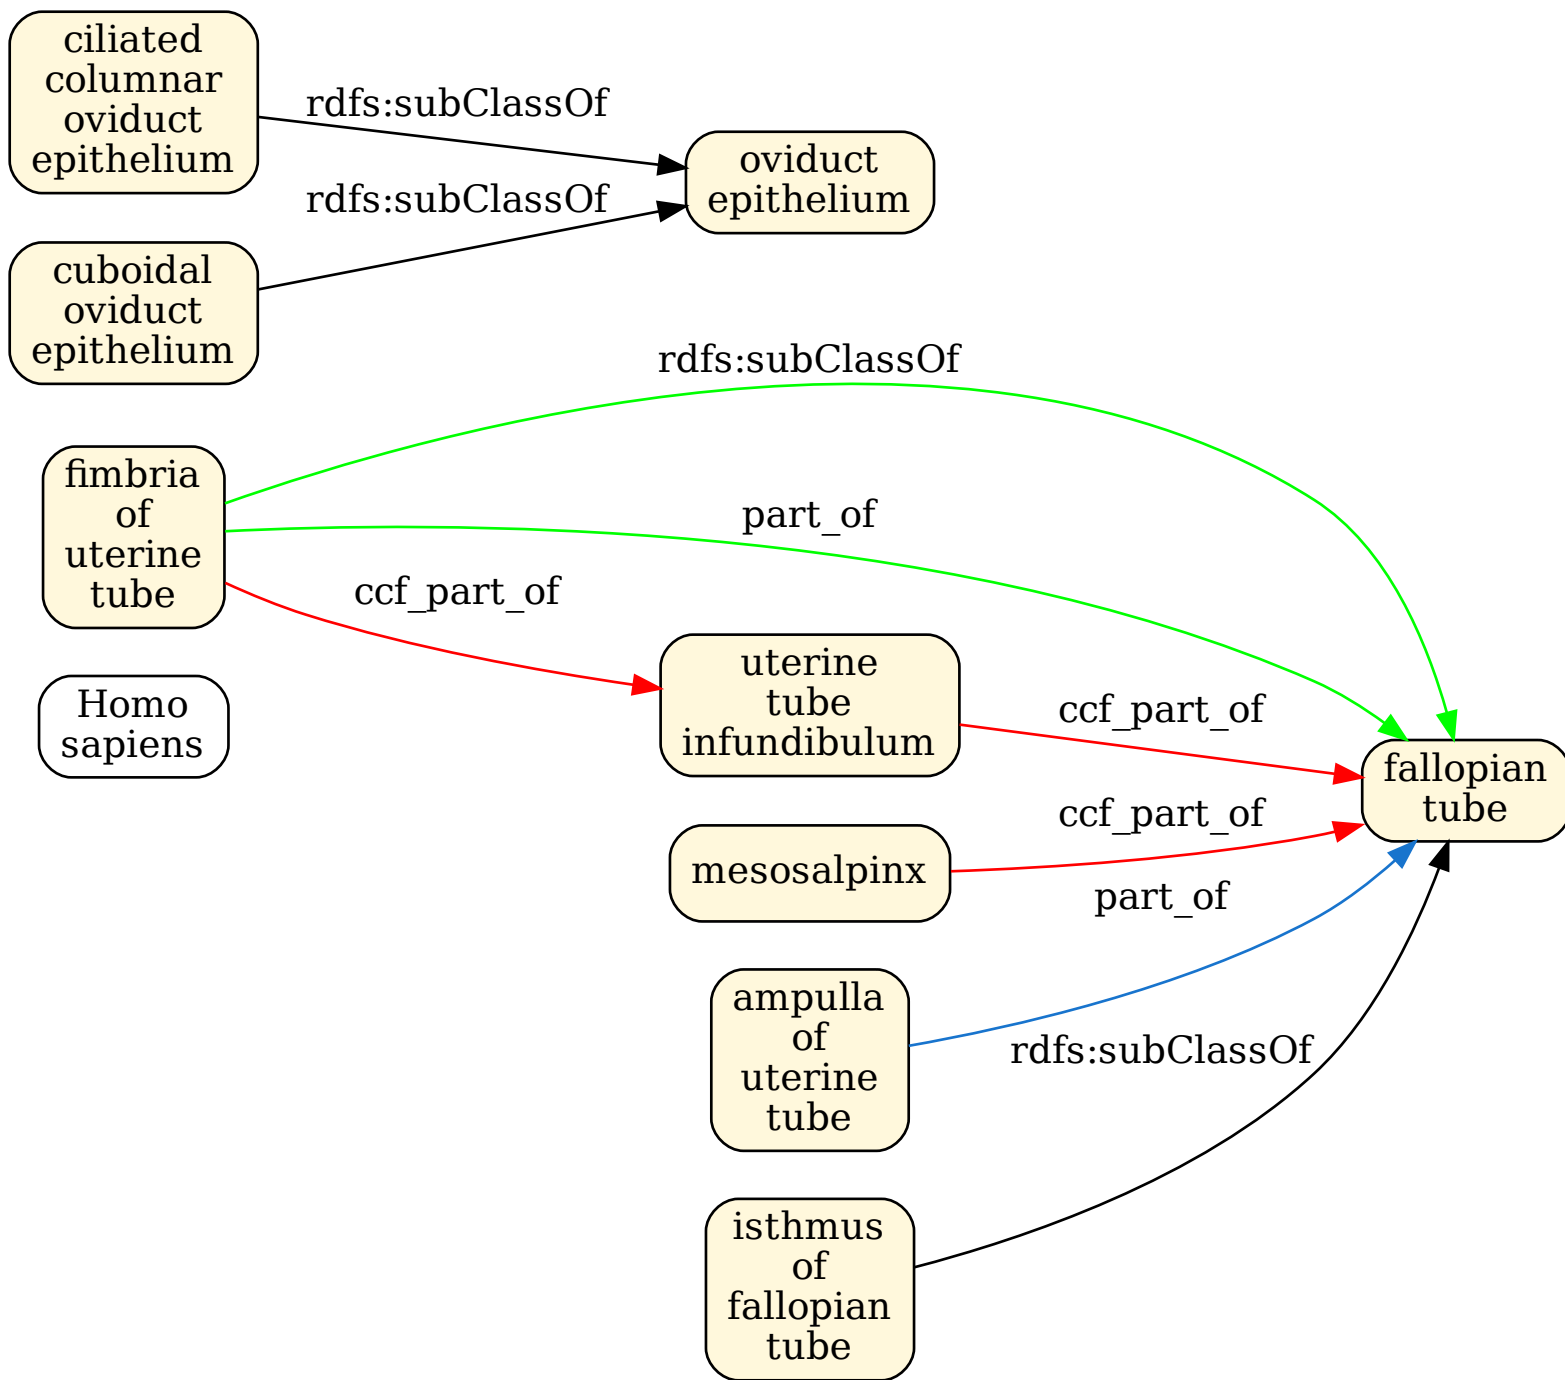 ciliated
columnar
oviduct
epithelium
rdfs:subClassOf
oviduct
epithelium
rdfs:subClassOf
cuboidal
oviduct
epithelium
rdfs:subClassOf
fimbria
of
uterine
tube
part_of
ccf_part_of
Homo
sapiens
uterine
tube
infundibulum
ccf_part_of
fallopian
tube
ccf_part_of
mesosalpinx
part_of
ampulla
of
uterine
tube
rdfs:subClassOf
isthmus
of
fallopian
tube